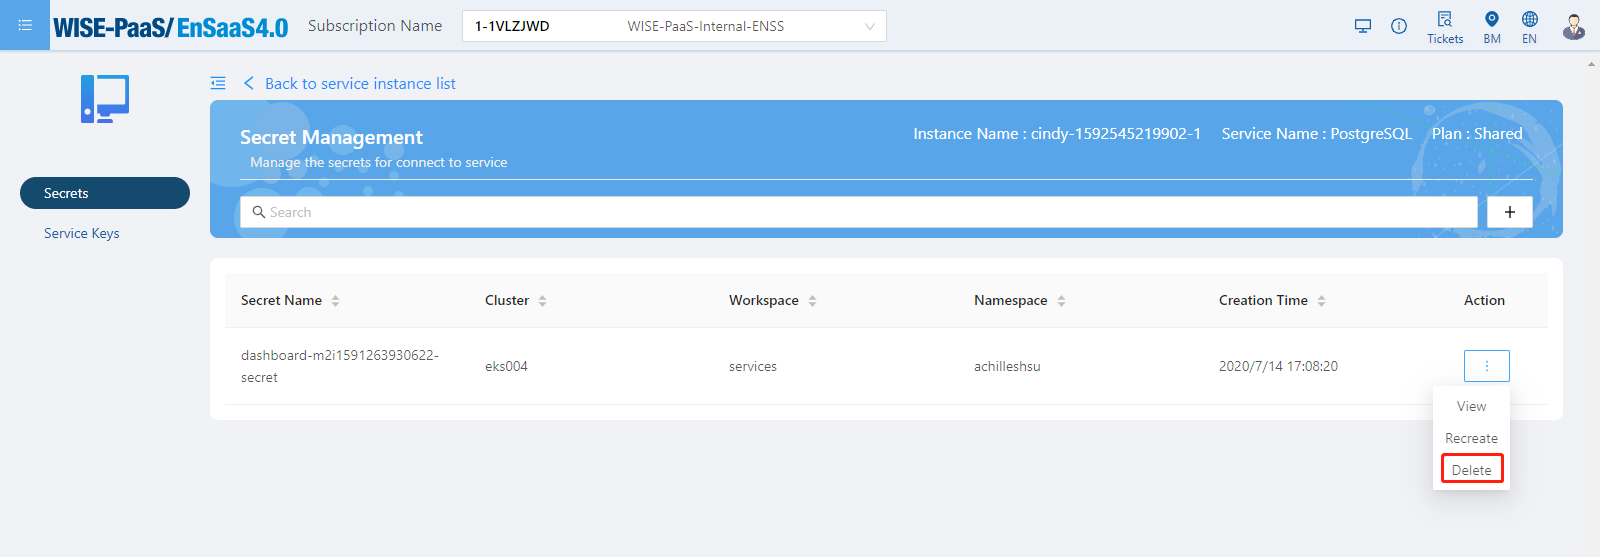 WISE-PaaS/ EnSaaS4.0 Subscription Name 1-1VLZJWD WISE-PaaS-Internal-ENSS Tickets BM EN
Back to service instance list
Secret Management Instance Name : cindy-1592545219902-1 Service Name : PostgreSQL Plan : Shared
Manage the secrets for connect to service
Secrets
Search +
Service Keys
Secret Name Cluster Workspace Namespace Creation Time Action
dashboard-m2i1591263930622-
secret eks004 services achilleshsu 2020/7/14 17:08:20
View
Recreate
Delete